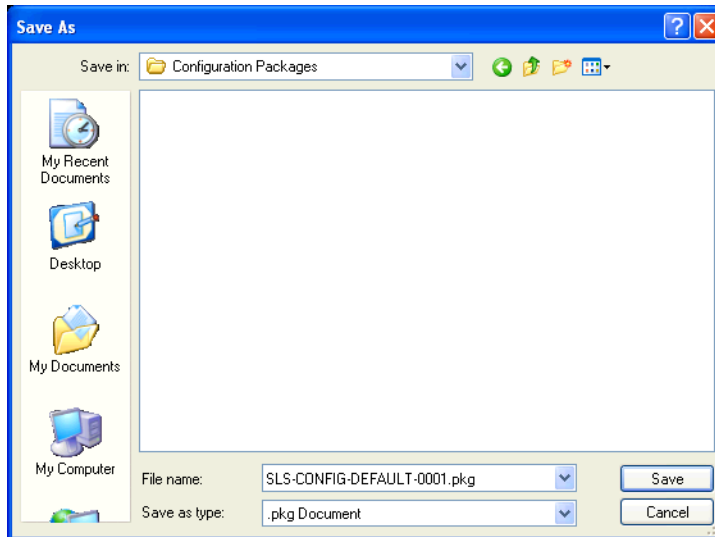 Save As
Save in: Configuration Packages
My Recent
Documents
Desktop
My Documents
My Computer
File name: SLS-CONFIG-DEFAULT-0001.pkg Save
Save as type: .pkg Document Cancel